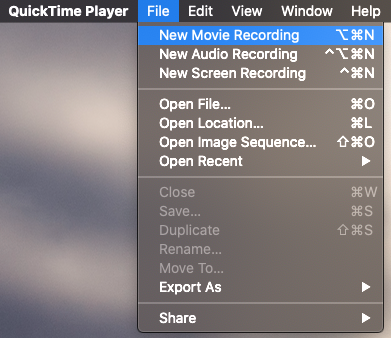 QuickTime Player File Edit View Window Help
New Movie Recording ⌥⌘N
New Audio Recording ^⌥⌘N
New Screen Recording ^⌘N
Open File... ⌘O
Open Location... ⌘L
Open Image Sequence... ⇧⌘O
Open Recent ▶
Close ⌘W
Save... ⌘S
Duplicate ⇧⌘S
Rename...
Move To...
Export As ▶
Share ▶